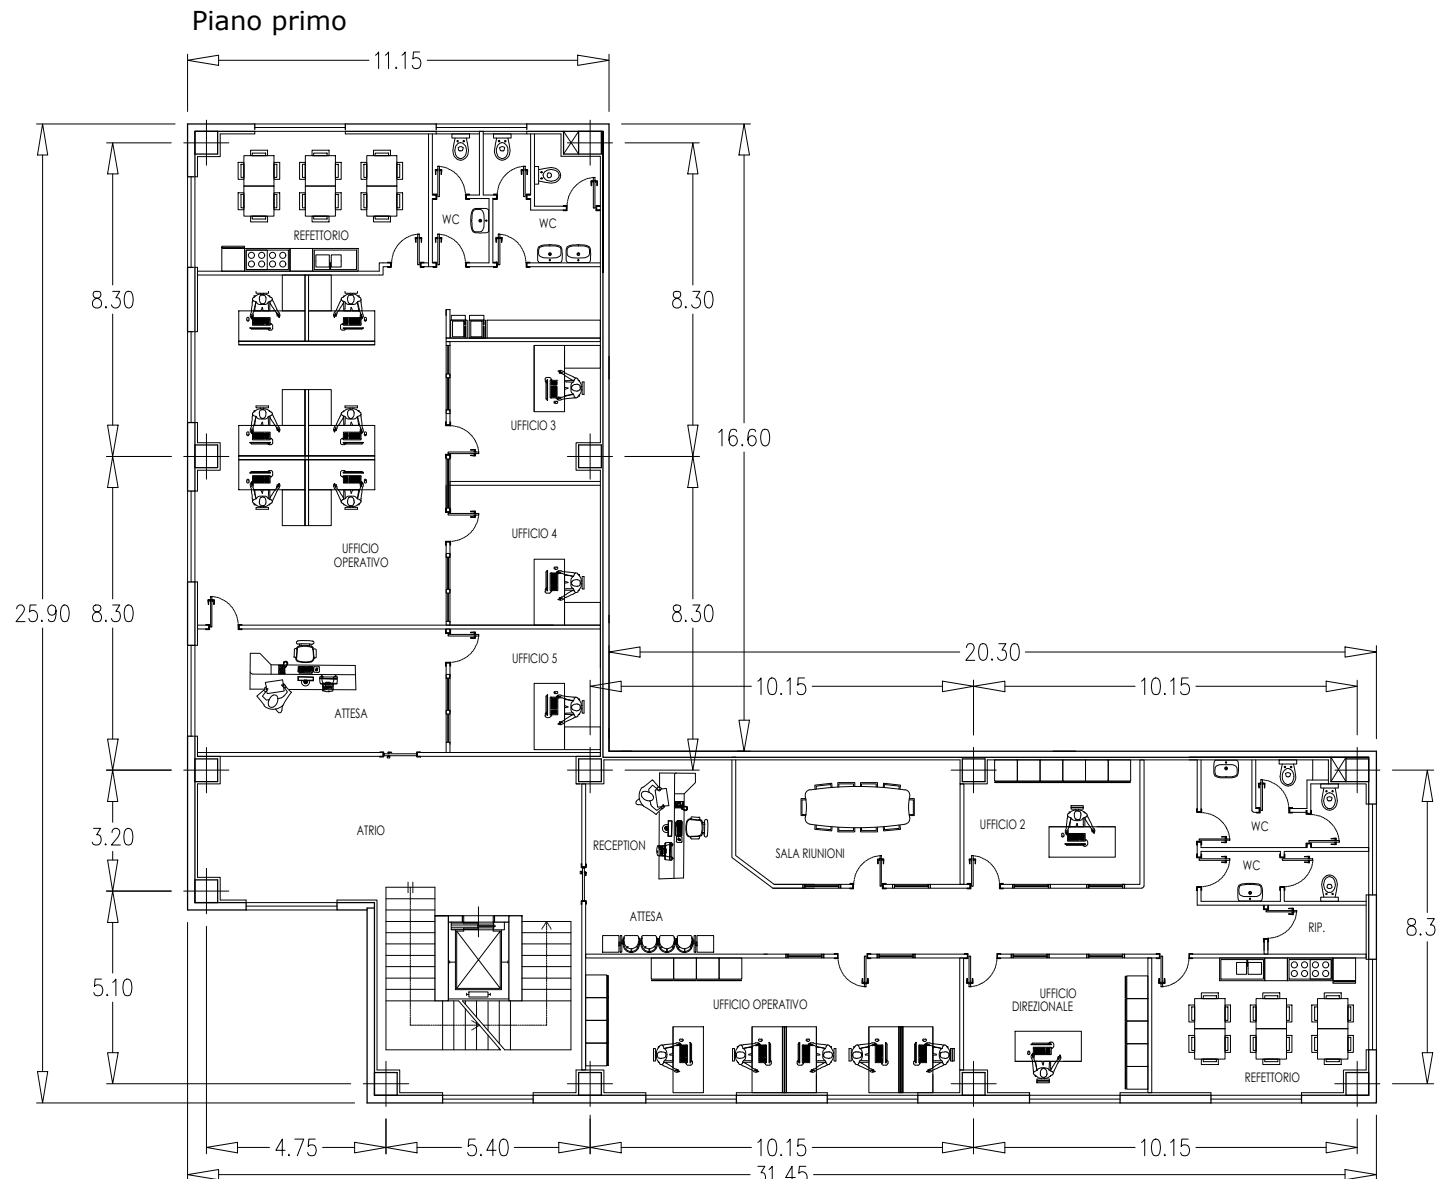 Piano primo
11.15
REFETTORIO
WC
WC
8.30
8.30
UFFICIO 3
16.60
UFFICIO 4
UFFICIO
OPERATIVO
25.90
8.30
8.30
20.30
UFFICIO 5
10.15
10.15
ATTESA
ATRIO
3.20
RECEPTION
SALA RIUNIONI
UFFICIO 2
WC
WC
ATTESA
RIP.
8.3
5.10
UFFICIO OPERATIVO
UFFICIO
DIREZIONALE
REFETTORIO
4.75
5.40
10.15
10.15
31.45